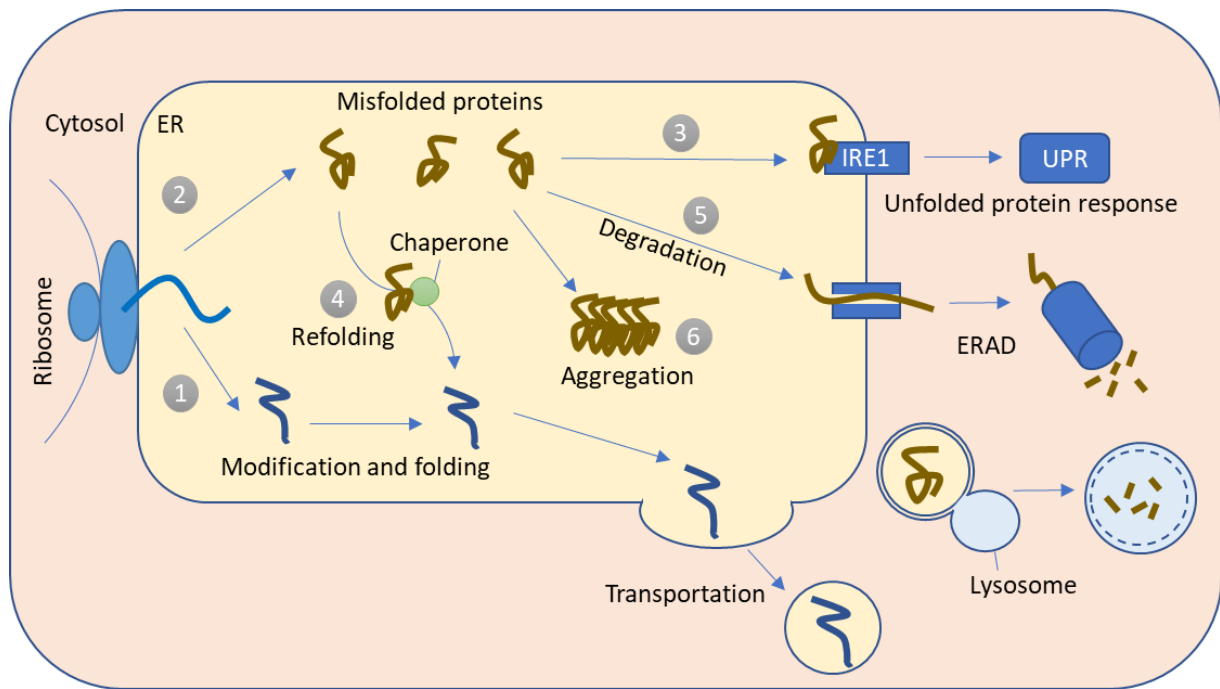 Misfolded proteins
Cytosol
ER
3
IRE1
UPR
2
Unfolded protein response
5
Degradation
Chaperone
Ribosome
4
Refolding
6
ERAD
Aggregation
1
Modification and folding
Transportation
Lysosome